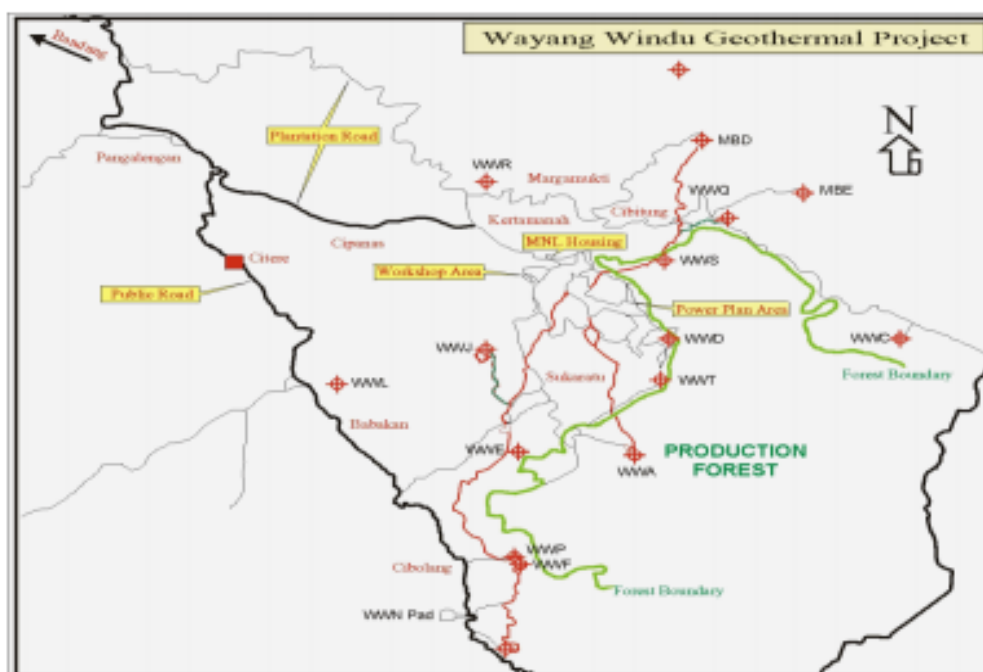 Wayang Windu Geothermal Project
Bandung
N
Plantation Road
MBD
Pangalengan
WWR
Margamukti
WWQ
MBE
Kertamanah
Cibitung
Cipanas
MNL Housing
Citere
Workshop Area
WWS
Public Road
Power Plan Area
WWJ
WWD
WWC
Forest Boundary
WWL
Sukaratu
WWT
Babakan
WWE
WWA
PRODUCTION
FOREST
WWP
Cibolang
WWF
Forest Boundary
WWN Pad